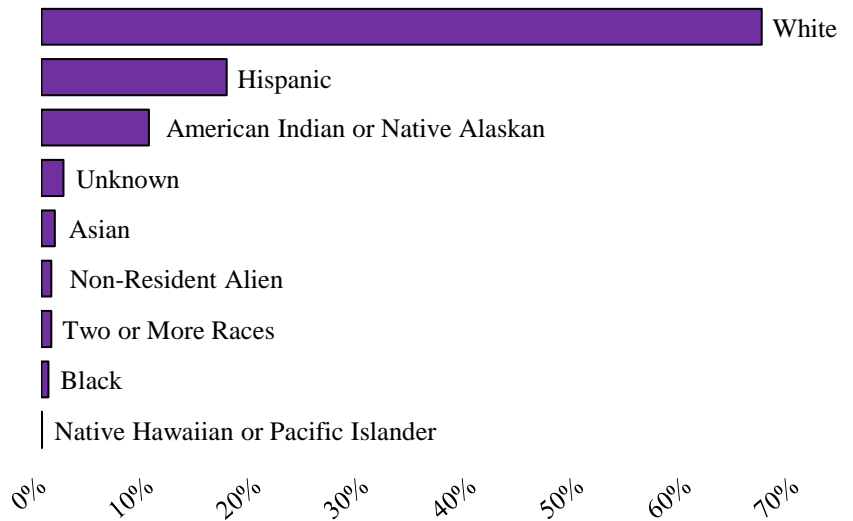 White
Hispanic
American Indian or Native Alaskan
Unknown
Asian
Non-Resident Alien
Two or More Races
Black
Native Hawaiian or Pacific Islander
0% 10% 20% 30% 40% 50% 60% 70%